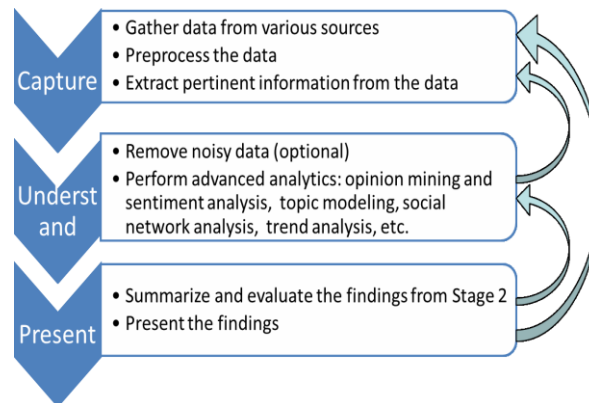 Capture
• Gather data from various sources
• Preprocess the data
• Extract pertinent information from the data
Underst
and
• Remove noisy data (optional)
• Perform advanced analytics: opinion mining and
sentiment analysis, topic modeling, social
network analysis, trend analysis, etc.
Present
• Summarize and evaluate the findings from Stage 2
• Present the findings